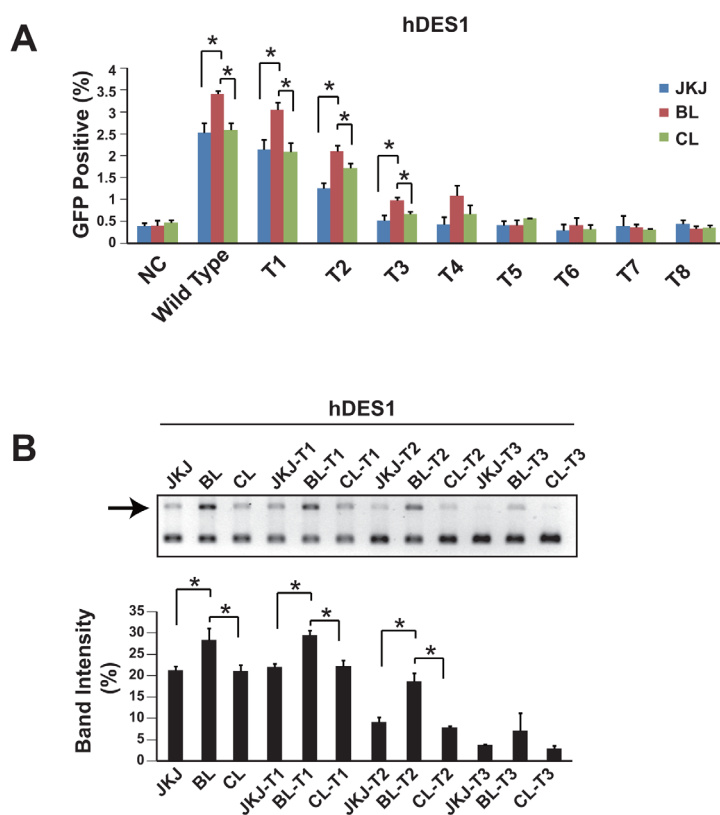 A
hDES1
GFP Positive (%)
4
3.5
3
2.5
2
1.5
1
0.5
0
* * * * * * * *
JKJ
BL
CL
NC Wild Type T1 T2 T3 T4 T5 T6 T7 T8
hDES1
B
JKJ BL CL JKJ-T1 BL-T1 CL-T1 JKJ-T2 BL-T2 CL-T2 JKJ-T3 BL-T3 CL-T3
Band Intensity
(%)
35
30
25
20
15
10
5
0
* * * * * *
JKJ BL CL JKJ-T1 BL-T1 CL-T1 JKJ-T2 BL-T2 CL-T2 JKJ-T3 BL-T3 CL-T3